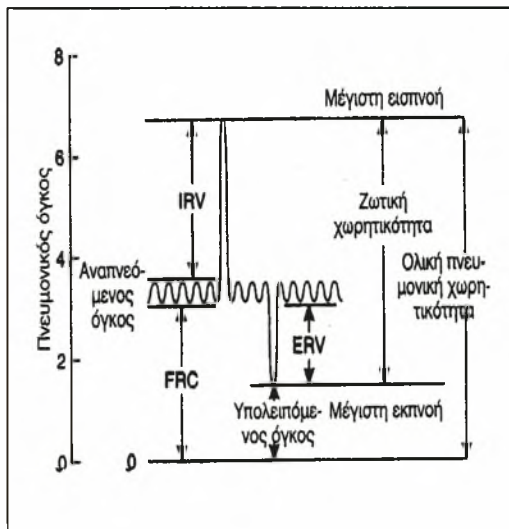 8
Μέγιστη εισπνοή
6
IRV
Ζωτική
χωρητικότητα
Πνευμονικός όγκος
4
Αναπνεό-
μενος
όγκος
Ολική πνευ-
μονική χωρη-
τικότητα
ERV
FRC
2
Υπολειπόμε-
νος όγκος
Μέγιστη εκπνοή
0
0